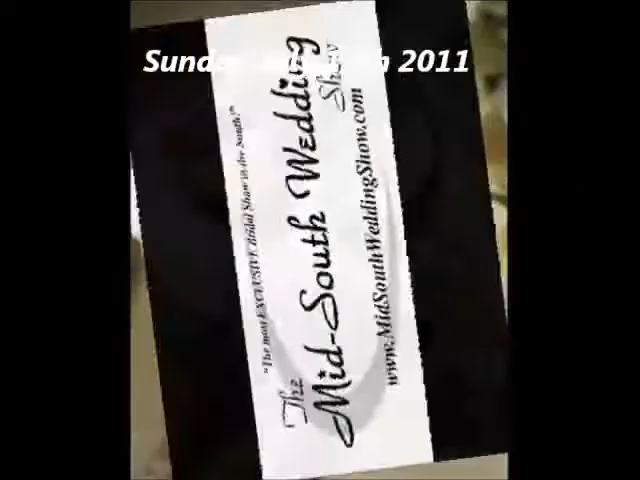 2011
"The most EXCLUSIVE Bridal Show in the South!"
The
Mid-South Wedding
Show
www.MidSouthWeddingShow.com